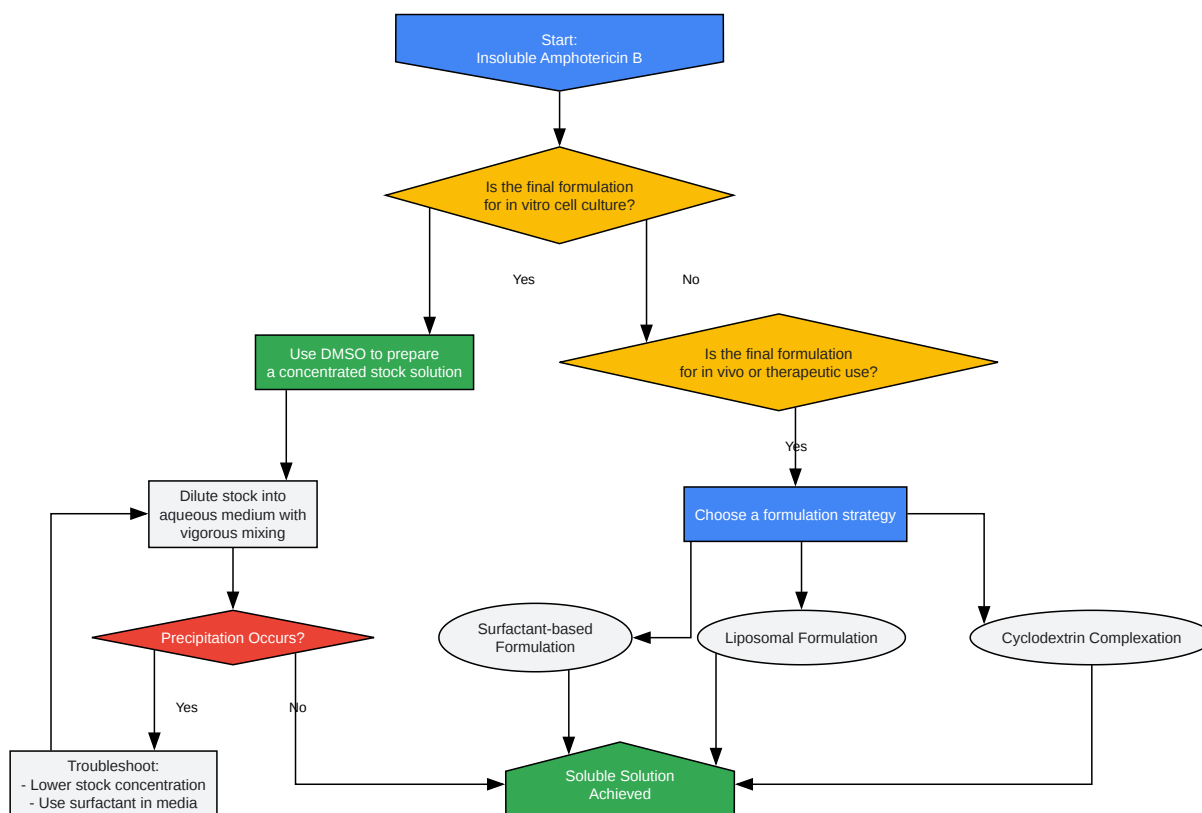 Start:
Insoluble Amphotericin B
Is the final formulation
for in vitro cell culture?
Yes
No
Use DMSO to prepare
a concentrated stock solution
Is the final formulation
for in vivo or therapeutic use?
Yes
Dilute stock into
aqueous medium with
vigorous mixing
Choose a formulation strategy
Precipitation Occurs?
Surfactant-based
Formulation
Liposomal Formulation
Cyclodextrin Complexation
Yes
No
Troubleshoot:
- Lower stock concentration
- Use surfactant in media
Soluble Solution
Achieved